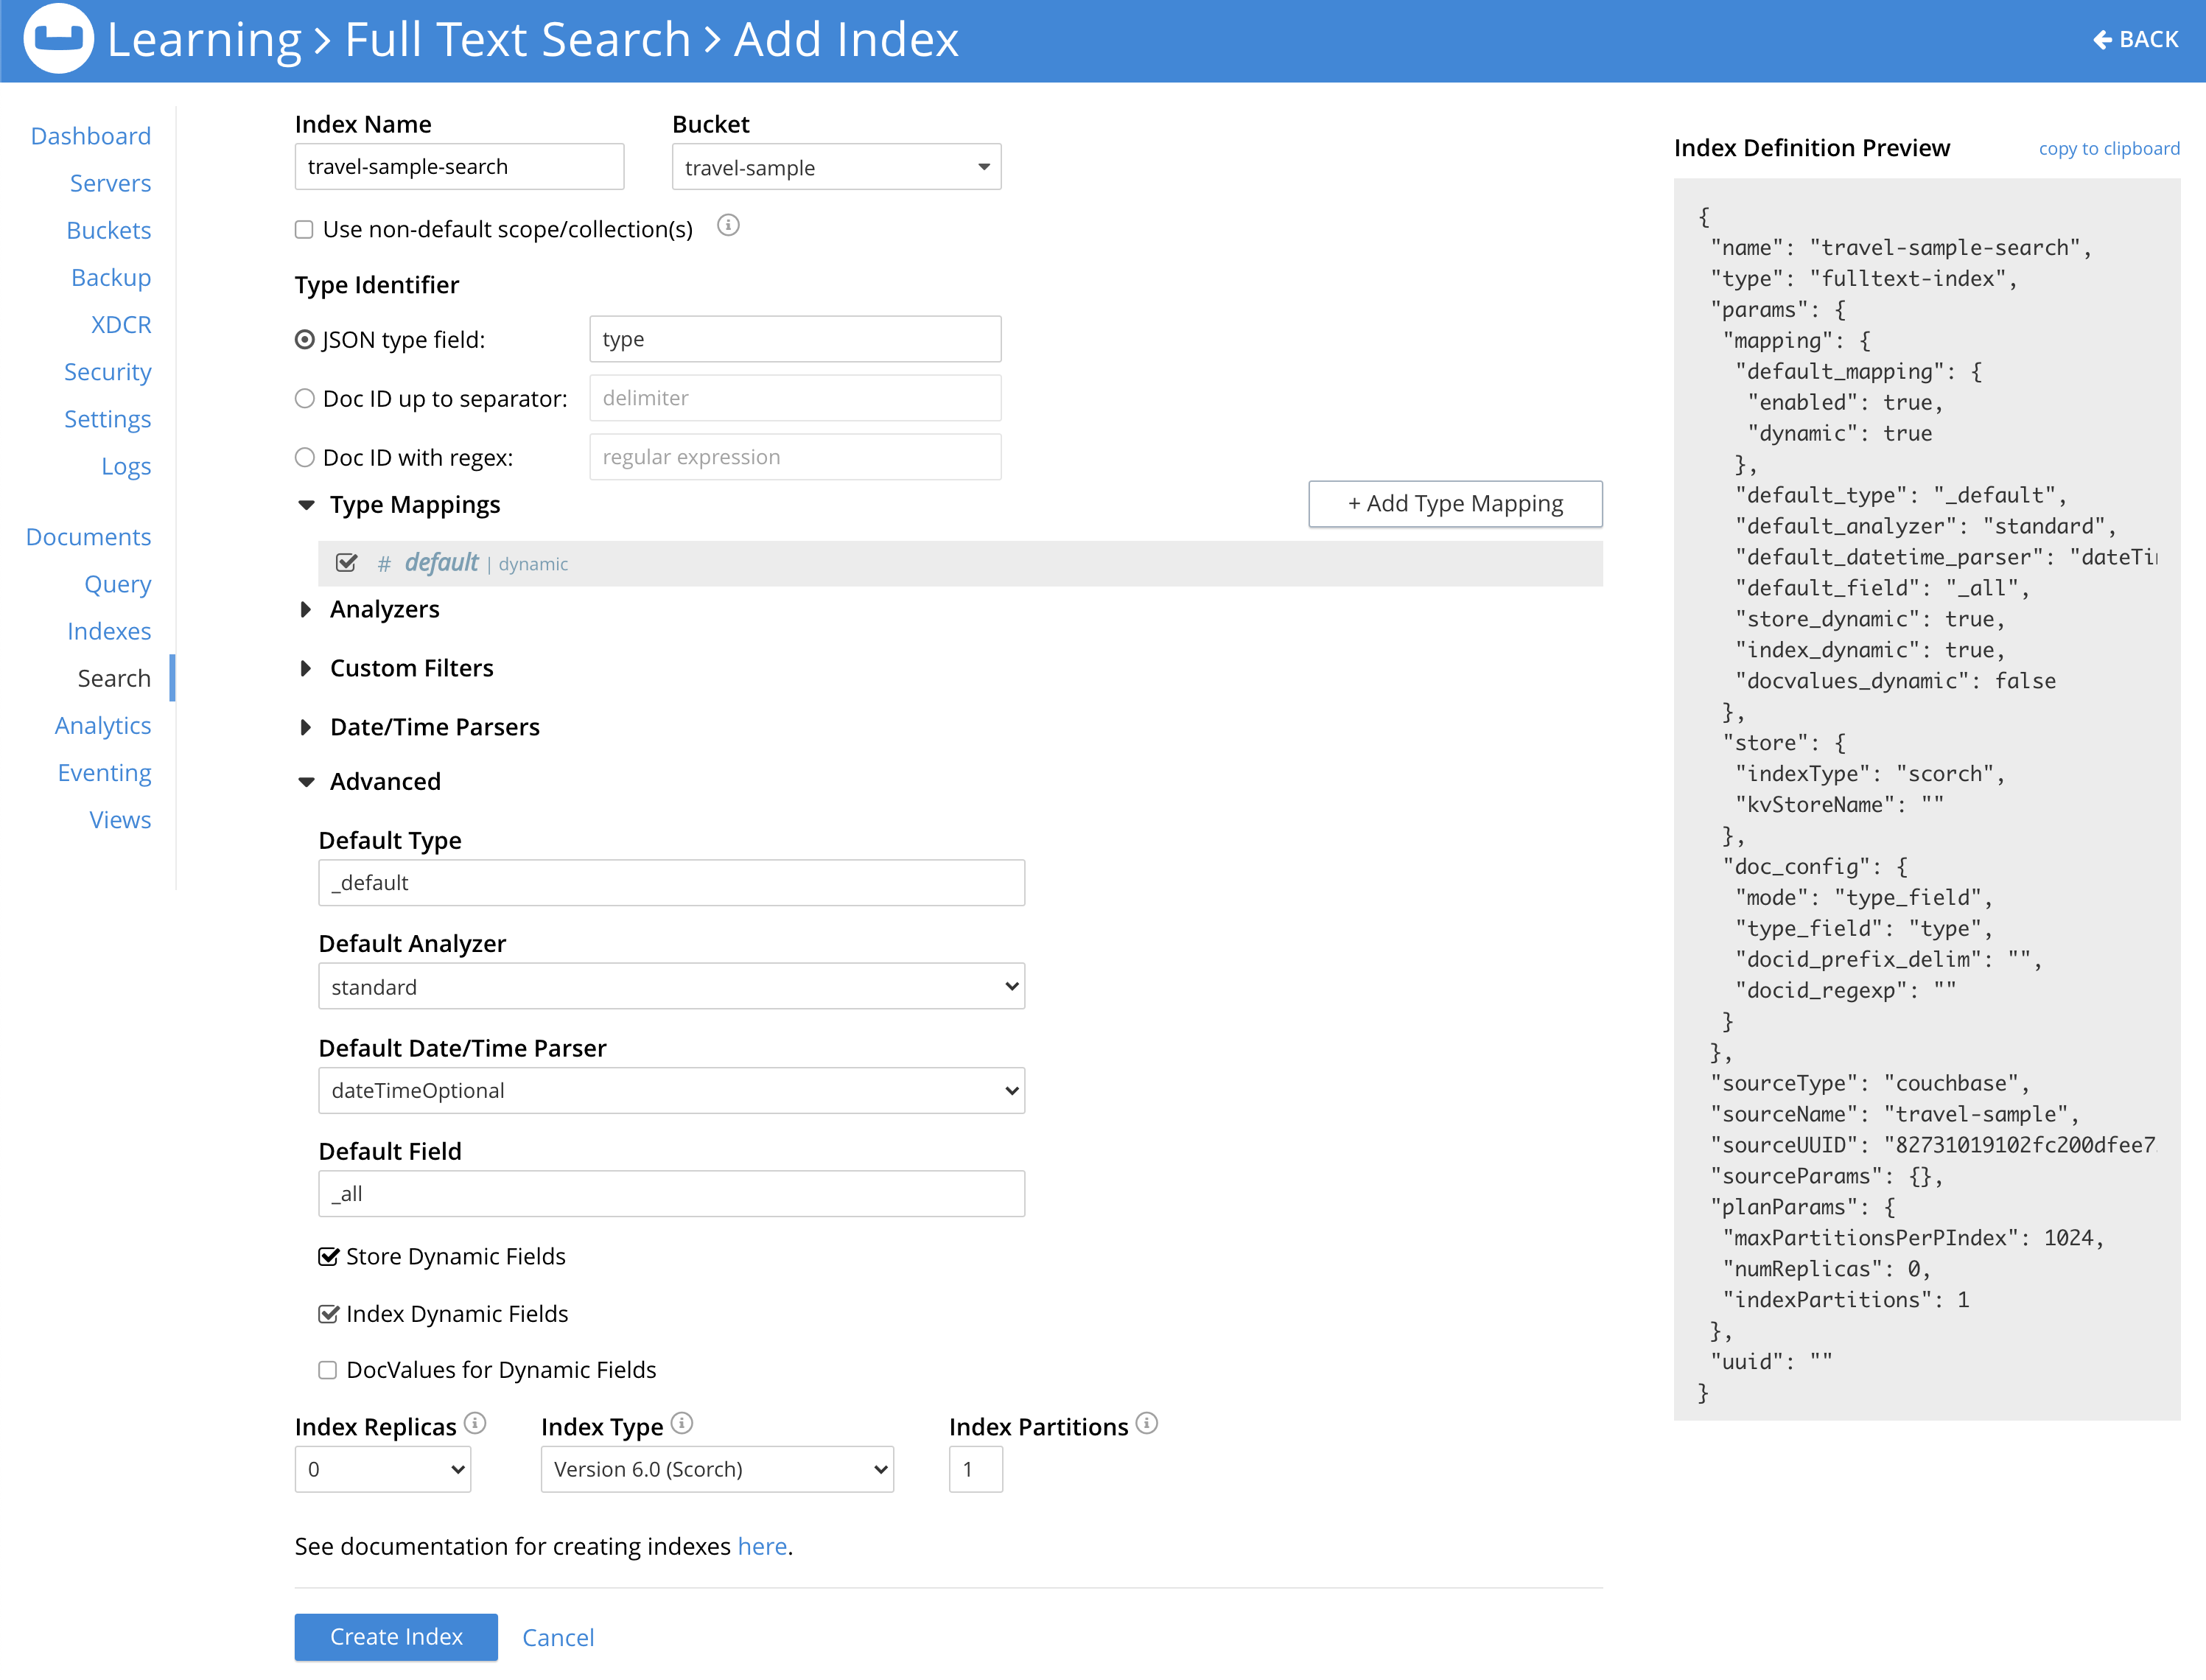 Learning > Full Text Search > Add Index
BACK
Dashboard
Servers
Buckets
Backup
XDCR
Security
Settings
Logs
Documents
Query
Indexes
Search
Analytics
Eventing
Views
Index Name
travel-sample-search
Bucket
travel-sample
Use non-default scope/collection(s)
Type Identifier
JSON type field:
type
Doc ID up to separator:
delimiter
Doc ID with regex:
regular expression
Type Mappings
+ Add Type Mapping
# default | dynamic
Analyzers
Custom Filters
Date/Time Parsers
Advanced
Default Type
_default
Default Analyzer
standard
Default Date/Time Parser
dateTimeOptional
Default Field
_all
Store Dynamic Fields
Index Dynamic Fields
DocValues for Dynamic Fields
Index Replicas
0
Index Type
Version 6.0 (Scorch)
Index Partitions
1
See documentation for creating indexes here.
Create Index
Cancel
Index Definition Preview
copy to clipboard
{
"name": "travel-sample-search",
"type": "fulltext-index",
"params": {
"mapping": {
"default_mapping": {
"enabled": true,
"dynamic": true
},
"default_type": "_default",
"default_analyzer": "standard",
"default_datetime_parser": "dateTi
"default_field": "_all",
"store_dynamic": true,
"index_dynamic": true,
"docvalues_dynamic": false
},
"store": {
"indexType": "scorch",
"kvStoreName": ""
},
"doc_config": {
"mode": "type_field",
"type_field": "type",
"docid_prefix_delim": "",
"docid_regexp": ""
}
},
"sourceType": "couchbase",
"sourceName": "travel-sample",
"sourceUUID": "82731019102fc200dfee7
"sourceParams": {},
"planParams": {
"maxPartitionsPerPIndex": 1024,
"numReplicas": 0,
"indexPartitions": 1
},
"uuid": ""
}